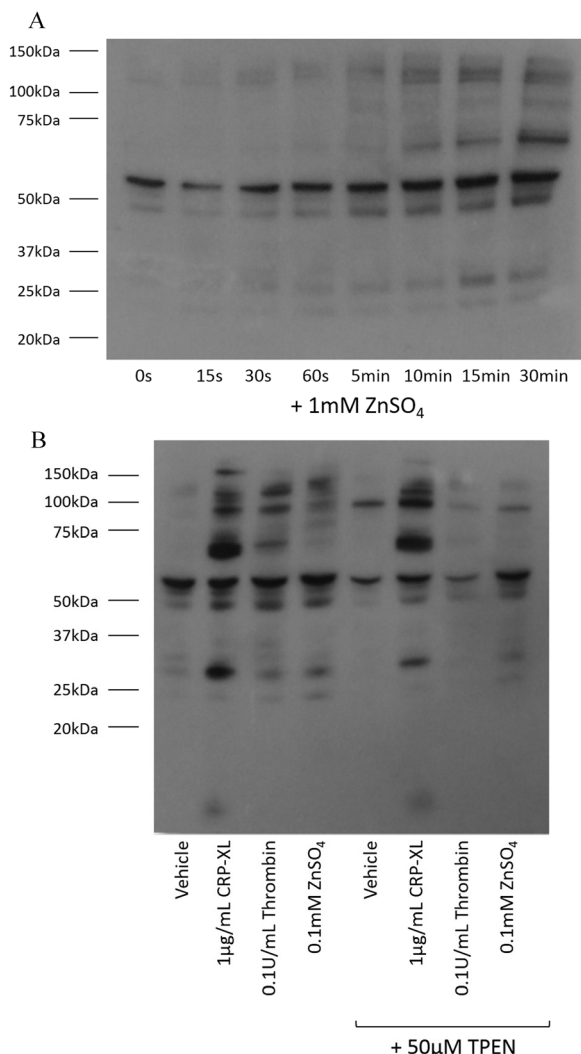 A
150kDa
100kDa
75kDa
50kDa
37kDa
25kDa
20kDa
0s 15s 30s 60s 5min 10min 15min 30min
+ 1mM ZnSO₄
B
150kDa
100kDa
75kDa
50kDa
37kDa
25kDa
20kDa
Vehicle
1µg/mL CRP-XL
0.1U/mL Thrombin
0.1mM ZnSO₄
Vehicle
1µg/mL CRP-XL
0.1U/mL Thrombin
0.1mM ZnSO₄
+ 50µM TPEN